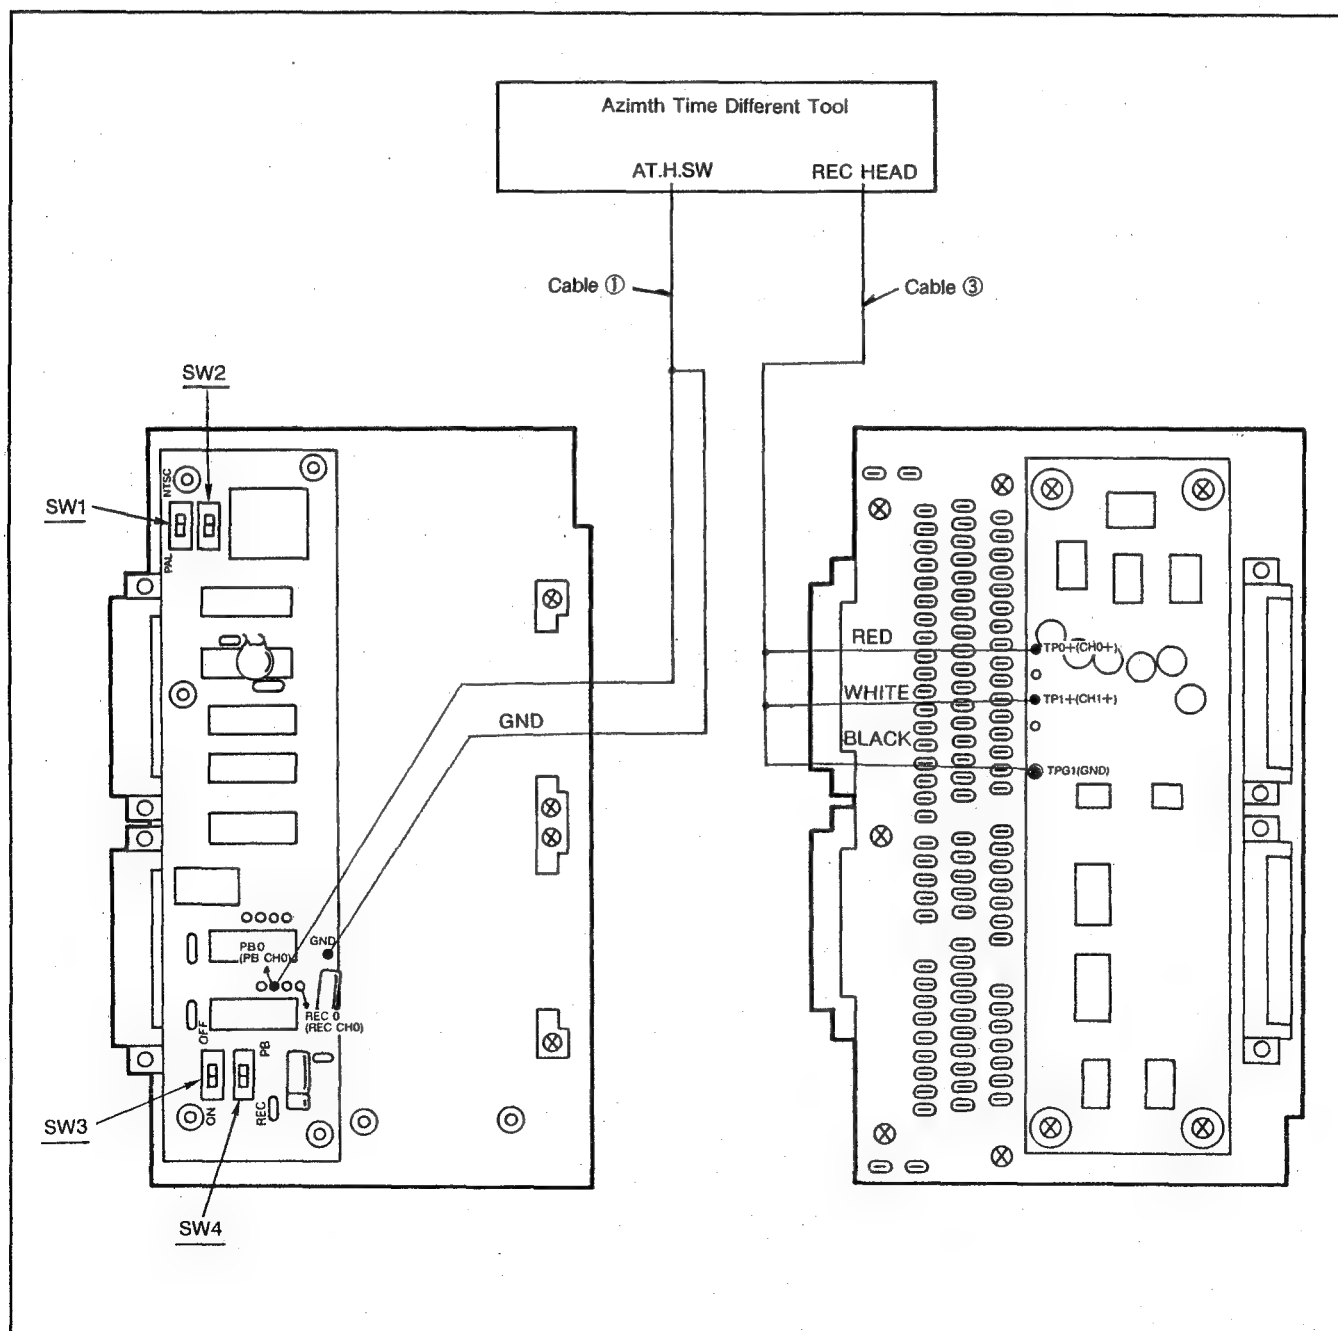 Azimth Time Different Tool
AT.H.SW
REC HEAD
Cable ①
Cable ③
SW2
SW1
NTSC
PAL
RED
TP0+(CH0+)
WHITE
TP1+(CH1+)
GND
BLACK
TPG1(GND)
PB0
(PB CH0)
GND
REC 0
(REC CH0)
OFF
PB
SW3
ON
REC
SW4